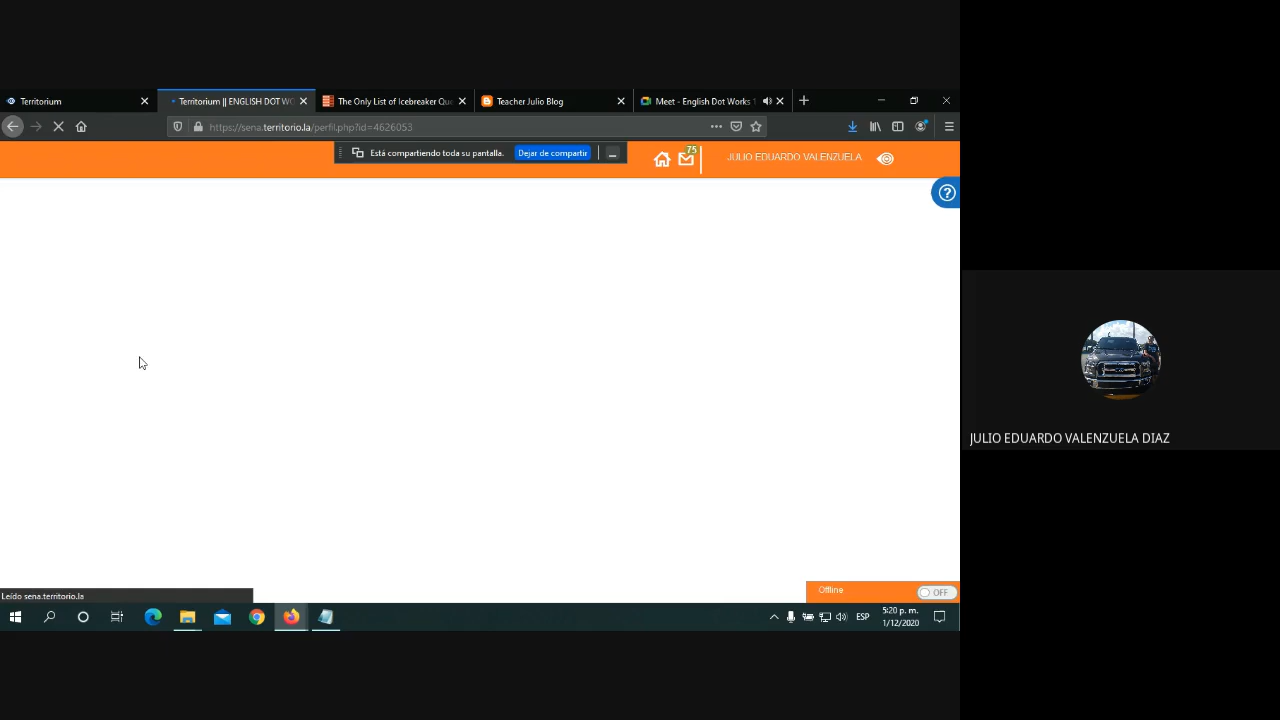 Territorium
Territorium || ENGLISH DOT WO
The Only List of Icebreaker Qu
Teacher Julio Blog
Meet - English Dot Works 1
https://sena.territorio.la/perfil.php?id=4626053
Está compartiendo toda su pantalla.
Dejar de compartir
75
JULIO EDUARDO VALENZUELA
JULIO EDUARDO VALENZUELA DIAZ
Offline
OFF
Leído sena.territorio.la
ESP
5:20 p. m.
1/12/2020